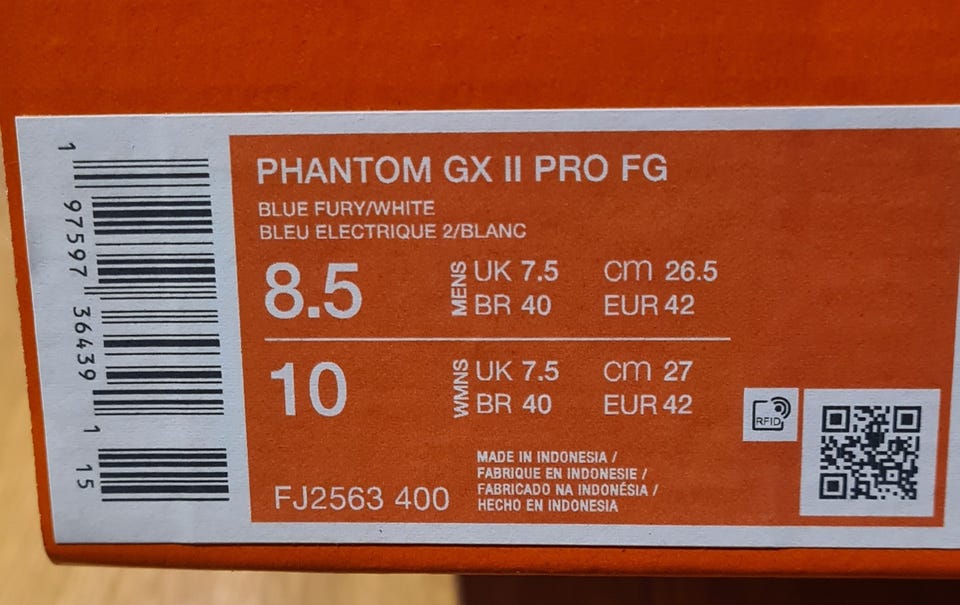 1 97597 36439 1 15
PHANTOM GX II PRO FG
BLUE FURY/WHITE
BLEU ELECTRIQUE 2/BLANC
8.5 MENS UK 7.5 cm 26.5
BR 40 EUR 42
10 WMNS UK 7.5 cm 27
BR 40 EUR 42
RFID
MADE IN INDONESIA /
FABRIQUE EN INDONESIE /
FABRICADO NA INDONÉSIA /
HECHO EN INDONESIA
FJ2563 400